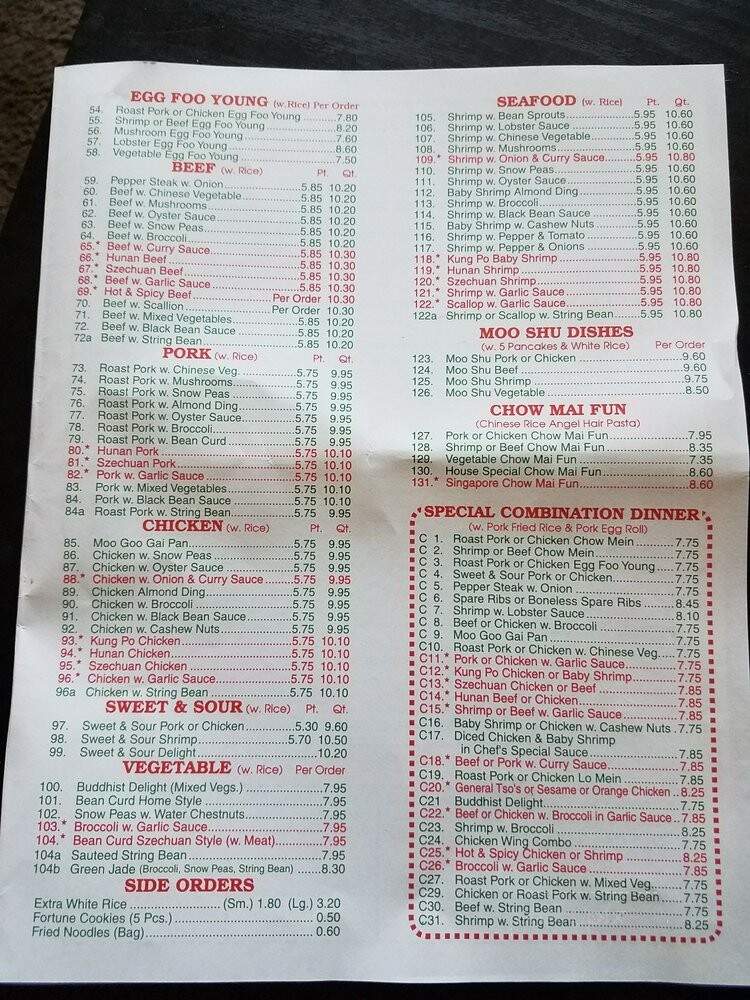 EGG FOO YOUNG (w. Rice) Per Order
54. Roast Pork or Chicken Egg Foo Young 7.80
55. Shrimp or Beef Egg Foo Young 8.20
56. Mushroom Egg Foo Young 7.60
57. Lobster Egg Foo Young 8.60
58. Vegetable Egg Foo Young 7.50
BEEF (w. Rice) Pt. Qt.
59. Pepper Steak w. Onion 5.85 10.20
60. Beef w. Chinese Vegetable 5.85 10.20
61. Beef w. Mushrooms 5.85 10.20
62. Beef w. Oyster Sauce 5.85 10.20
63. Beef w. Snow Peas 5.85 10.20
64. Beef w. Broccoli 5.85 10.20
65.* Beef w. Curry Sauce 5.85 10.30
66.* Hunan Beef 5.85 10.30
67.* Szechuan Beef 5.85 10.30
68.* Beef w. Garlic Sauce 5.85 10.30
69.* Hot & Spicy Beef Per Order 10.30
70. Beef w. Scallion Per Order 10.30
71. Beef w. Mixed Vegetables 5.85 10.20
72. Beef w. Black Bean Sauce 5.85 10.20
72a Beef w. String Bean 5.85 10.20
PORK (w. Rice) Pt. Qt.
73. Roast Pork w. Chinese Veg. 5.75 9.95
74. Roast Pork w. Mushrooms 5.75 9.95
75. Roast Pork w. Snow Peas 5.75 9.95
76. Roast Pork w. Almond Ding 5.75 9.95
77. Roast Pork w. Oyster Sauce 5.75 9.95
78. Roast Pork w. Broccoli 5.75 9.95
79. Roast Pork w. Bean Curd 5.75 9.95
80.* Hunan Pork 5.75 10.10
81.* Szechuan Pork 5.75 10.10
82.* Pork w. Garlic Sauce 5.75 10.10
83. Pork w. Mixed Vegetables 5.75 10.10
84. Pork w. Black Bean Sauce 5.75 10.10
84a Roast Pork w. String Bean 5.75 10.10
CHICKEN (w. Rice) Pt. Qt.
85. Moo Goo Gai Pan 5.75 9.95
86. Chicken w. Snow Peas 5.75 9.95
87. Chicken w. Oyster Sauce 5.75 9.95
88.* Chicken w. Onion & Curry Sauce 5.75 9.95
89. Chicken Almond Ding 5.75 9.95
90. Chicken w. Broccoli 5.75 9.95
91. Chicken w. Black Bean Sauce 5.75 9.95
92. Chicken w. Cashew Nuts 5.75 9.95
93.* Kung Po Chicken 5.75 10.10
94.* Hunan Chicken 5.75 10.10
95.* Szechuan Chicken 5.75 10.10
96.* Chicken w. Garlic Sauce 5.75 10.10
96a Chicken w. String Bean 5.75 10.10
SWEET & SOUR (w. Rice) Pt. Qt.
97. Sweet & Sour Pork or Chicken 5.30 9.60
98. Sweet & Sour Shrimp 5.70 10.50
99. Sweet & Sour Delight 10.20
VEGETABLE (w. Rice) Per Order
100. Buddhist Delight (Mixed Vegs.) 7.95
101. Bean Curd Home Style 7.95
102. Snow Peas w. Water Chestnuts 7.95
103.* Broccoli w. Garlic Sauce 7.95
104.* Bean Curd Szechuan Style (w. Meat) 7.95
104a Sauteed String Bean 7.95
104b Green Jade (Broccoli, Snow Peas, String Bean) 8.30
SIDE ORDERS
Extra White Rice (Sm.) 1.80 (Lg.) 3.20
Fortune Cookies (5 Pcs.) 0.50
Fried Noodles (Bag) 0.60
SEAFOOD (w. Rice) Pt. Qt.
105. Shrimp w. Bean Sprouts 5.95 10.60
106. Shrimp w. Lobster Sauce 5.95 10.60
107. Shrimp w. Chinese Vegetable 5.95 10.60
108. Shrimp w. Mushrooms 5.95 10.60
109.* Shrimp w. Onion & Curry Sauce 5.95 10.80
110. Shrimp w. Snow Peas 5.95 10.60
111. Shrimp w. Oyster Sauce 5.95 10.60
112. Baby Shrimp Almond Ding 5.95 10.60
113. Shrimp w. Broccoli 5.95 10.60
114. Shrimp w. Black Bean Sauce 5.95 10.60
115. Baby Shrimp w. Cashew Nuts 5.95 10.60
116. Shrimp w. Pepper & Tomato 5.95 10.60
117. Shrimp w. Pepper & Onions 5.95 10.60
118.* Kung Po Baby Shrimp 5.95 10.80
119.* Hunan Shrimp 5.95 10.80
120.* Szechuan Shrimp 5.95 10.80
121.* Shrimp w. Garlic Sauce 5.95 10.80
122.* Scallop w. Garlic Sauce 5.95 10.80
122a Shrimp or Scallop w. String Bean 5.95 10.80
MOO SHU DISHES
(w. 5 Pancakes & White Rice) Per Order
123. Moo Shu Pork or Chicken 9.60
124. Moo Shu Beef 9.60
125. Moo Shu Shrimp 9.75
126. Moo Shu Vegetable 8.50
CHOW MAI FUN
(Chinese Rice Angel Hair Pasta)
127. Pork or Chicken Chow Mai Fun 7.95
128. Shrimp or Beef Chow Mai Fun 8.35
129. Vegetable Chow Mai Fun 7.35
130. House Special Chow Mai Fun 8.60
131.* Singapore Chow Mai Fun 8.60
SPECIAL COMBINATION DINNER
(w. Pork Fried Rice & Pork Egg Roll)
C 1. Roast Pork or Chicken Chow Mein 7.75
C 2. Shrimp or Beef Chow Mein 7.75
C 3. Roast Pork or Chicken Egg Foo Young 7.75
C 4. Sweet & Sour Pork or Chicken 7.75
C 5. Pepper Steak w. Onion 7.75
C 6. Spare Ribs or Boneless Spare Ribs 8.45
C 7. Shrimp w. Lobster Sauce 8.10
C 8. Beef or Chicken w. Broccoli 7.75
C 9. Moo Goo Gai Pan 7.75
C10. Roast Pork or Chicken w. Chinese Veg. 7.75
C11.* Pork or Chicken w. Garlic Sauce 7.75
C12.* Kung Po Chicken or Baby Shrimp 7.75
C13.* Szechuan Chicken or Beef 7.85
C14.* Hunan Beef or Chicken 7.85
C15.* Shrimp or Beef w. Garlic Sauce 7.85
C16. Baby Shrimp or Chicken w. Cashew Nuts 7.75
C17. Diced Chicken & Baby Shrimp
in Chef's Special Sauce 7.85
C18.* Beef or Pork w. Curry Sauce 7.85
C19. Roast Pork or Chicken Lo Mein 7.85
C20.* General Tso's or Sesame or Orange Chicken 8.25
C21 Buddhist Delight 7.75
C22.* Beef or Chicken w. Broccoli in Garlic Sauce 7.85
C23. Shrimp w. Broccoli 8.25
C24. Chicken Wing Combo 7.75
C25.* Hot & Spicy Chicken or Shrimp 8.25
C26.* Broccoli w. Garlic Sauce 7.85
C27. Roast Pork or Chicken w. Mixed Veg. 7.75
C29. Chicken or Roast Pork w. String Bean 7.75
C30. Beef w. String Bean 7.75
C31. Shrimp w. String Bean 8.25